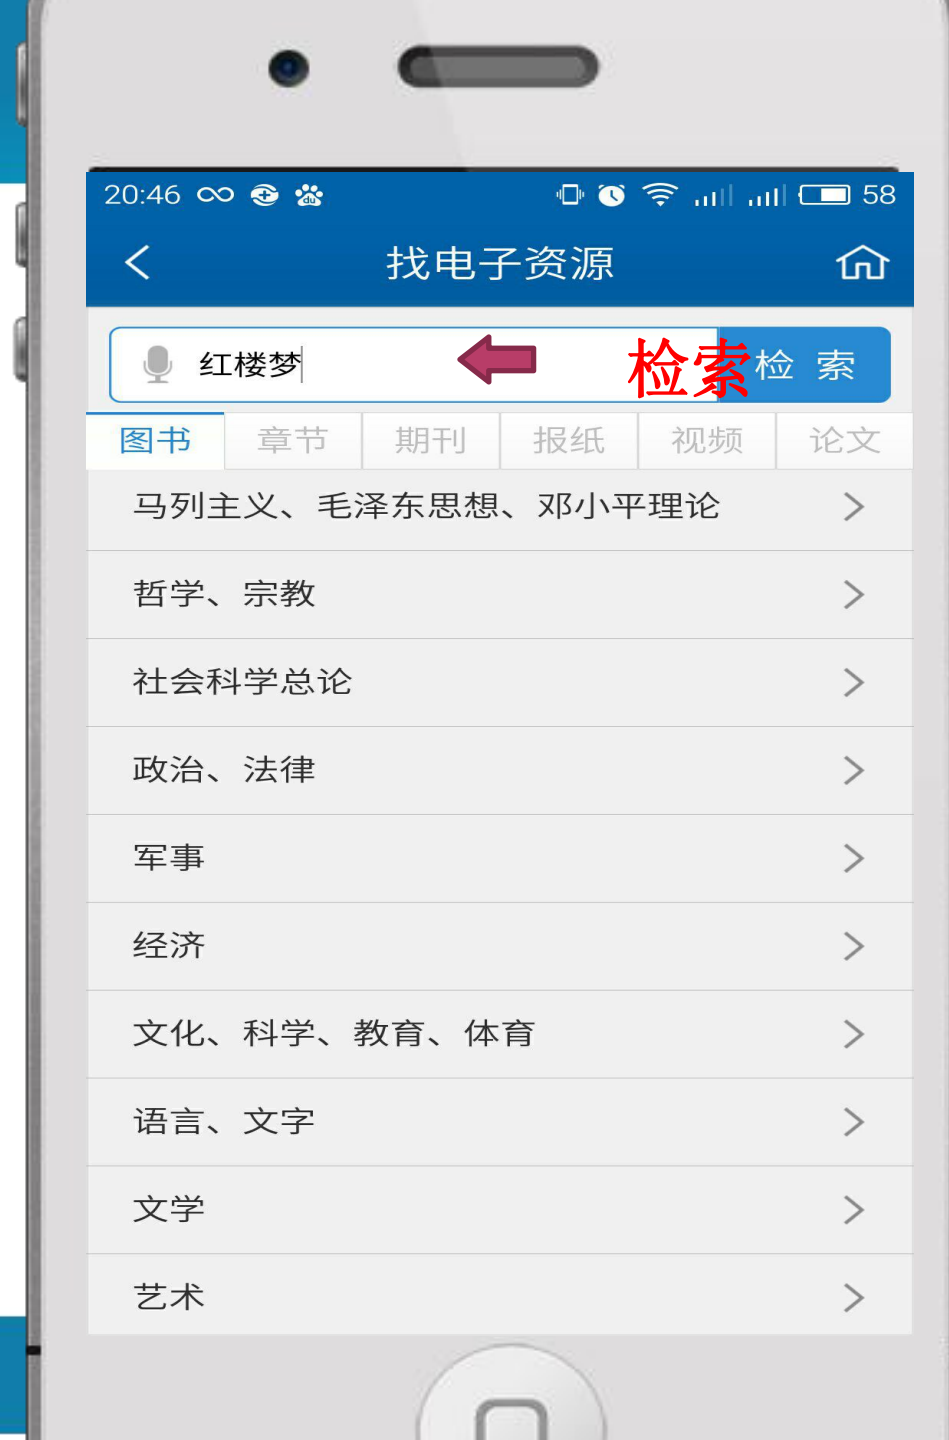 20:46 58
找电子资源
红楼梦 检索 检 索
图书 章节 期刊 报纸 视频 论文
马列主义、毛泽东思想、邓小平理论
哲学、宗教
社会科学总论
政治、法律
军事
经济
文化、科学、教育、体育
语言、文字
文学
艺术